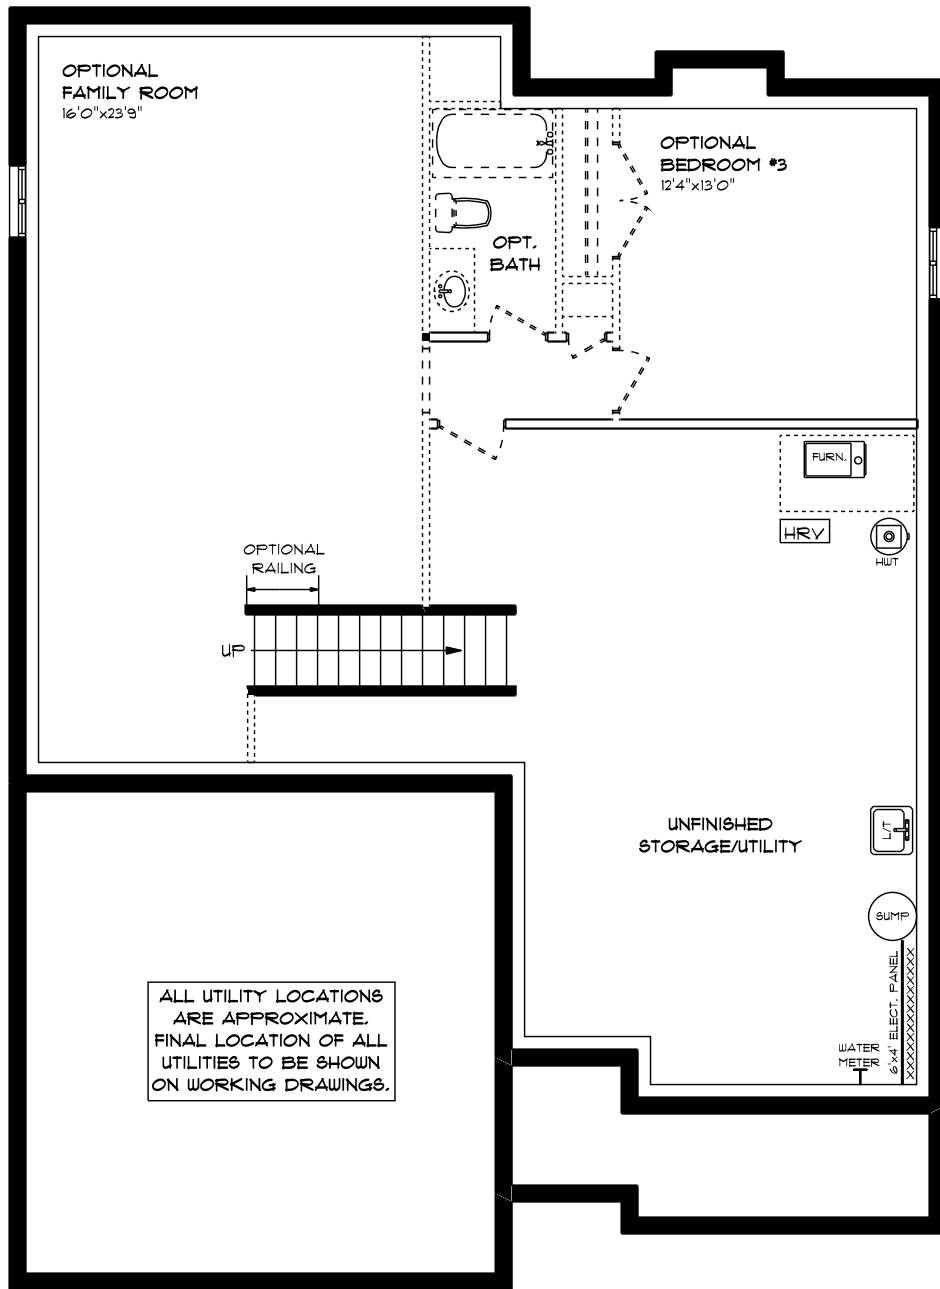 OPTIONAL
FAMILY ROOM
16'0"x23'9"
OPTIONAL
BEDROOM #3
12'4"x13'0"
OPT.
BATH
FURN.
HRV
HWT
OPTIONAL
RAILING
UP
UNFINISHED
STORAGE/UTILITY
L/T
SUMP
6'x4' ELECT. PANEL
WATER
METER
ALL UTILITY LOCATIONS
ARE APPROXIMATE.
FINAL LOCATION OF ALL
UTILITIES TO BE SHOWN
ON WORKING DRAWINGS.